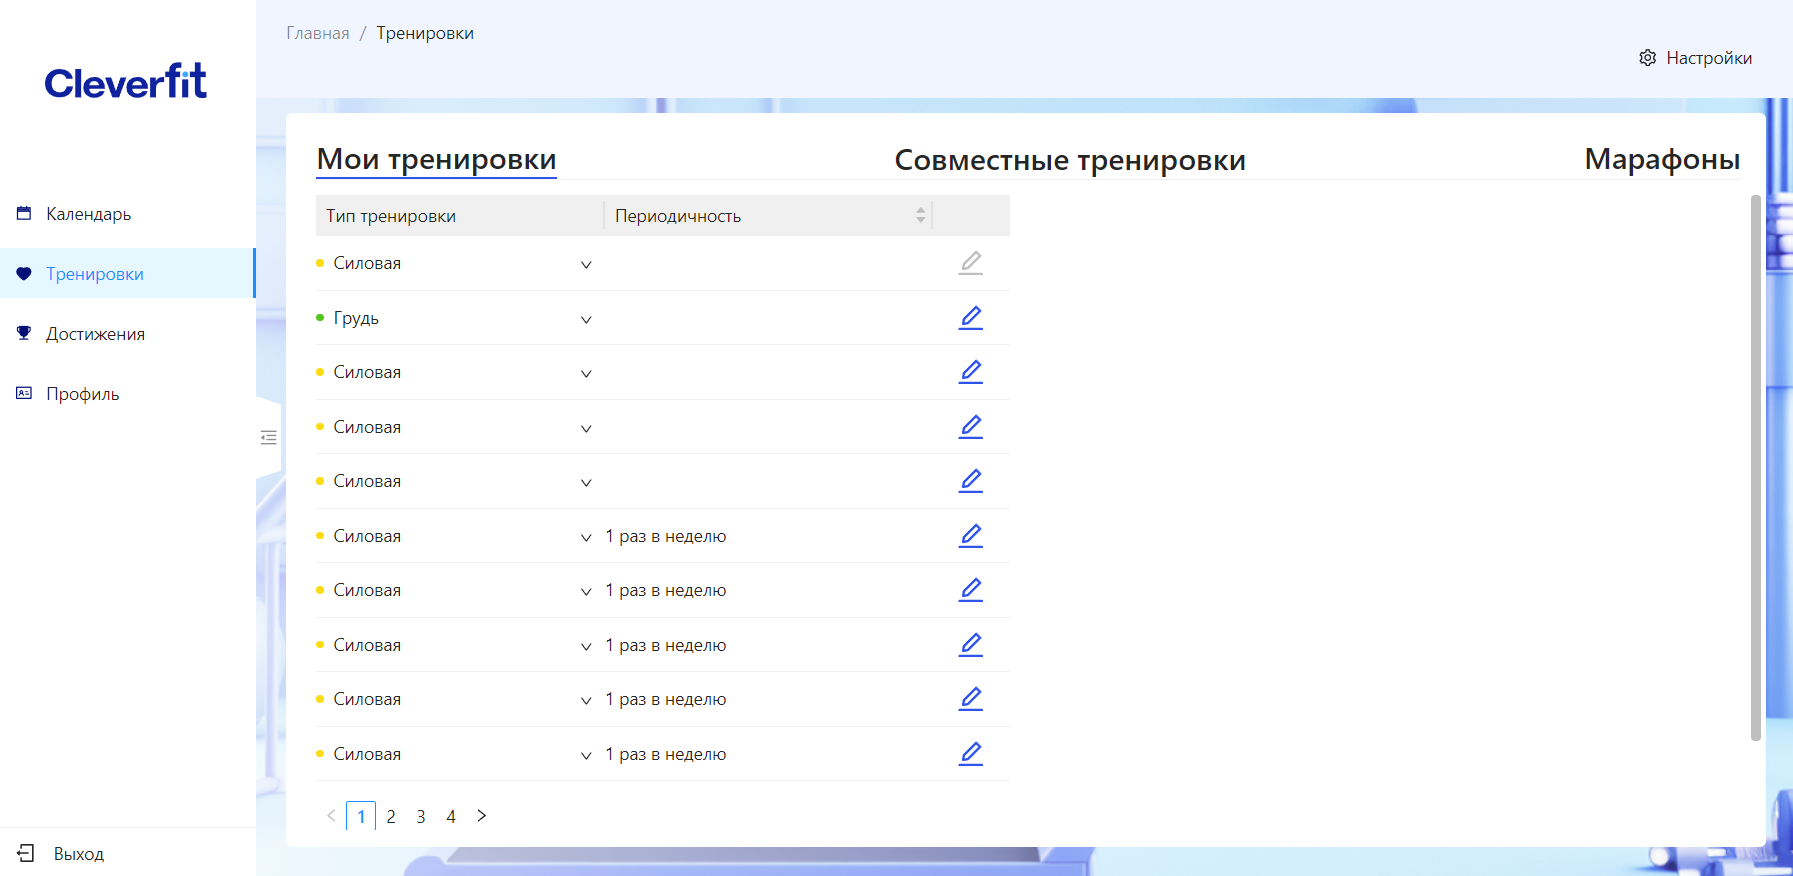 Cleverfit
Календарь
Тренировки
Достижения
Профиль
Выход
Главная / Тренировки
Настройки
Мои тренировки
Совместные тренировки
Марафоны
Тип тренировки
Периодичность
Силовая
Грудь
Силовая
Силовая
Силовая
Силовая 1 раз в неделю
Силовая 1 раз в неделю
Силовая 1 раз в неделю
Силовая 1 раз в неделю
Силовая 1 раз в неделю
1 2 3 4